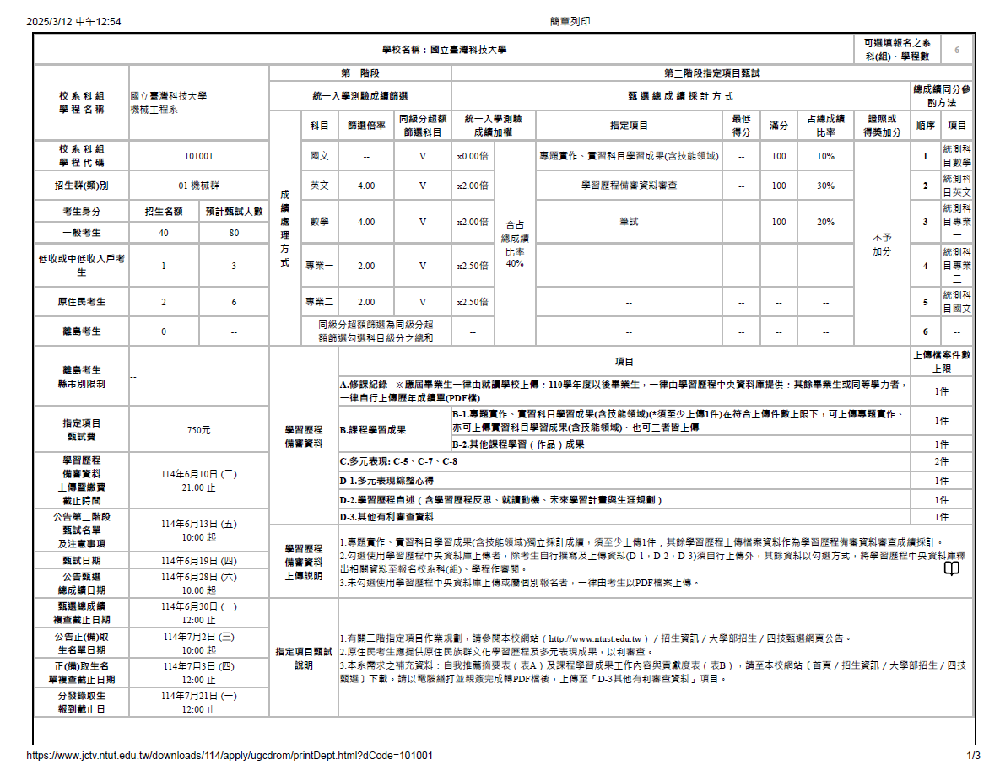 2025/3/12 中午12:54
簡章列印
學校名稱：國立臺灣科技大學
可選填報名之系
科(組)、學程數
6
校 系 科 組
學 程 名 稱
國立臺灣科技大學
機械工程系
第一階段
第二階段指定項目甄試
統一入學測驗成績篩選
甄 選 總 成 績 採 計 方 式
總成績同分參
酌方法
科目
篩選倍率
同級分超額
篩選科目
統一入學測驗
成績加權
指定項目
最低
得分
滿分
占總成績
比率
證照或
得獎加分
順序
項目
校 系 科 組
學 程 代 碼
101001
成
績
處
理
方
式
國文
--
V
x0.00倍
合占
總成績
比率
40%
專題實作、實習科目學習成果(含技能領域)
--
100
10%
不予
加分
1
統測科
目數學
招生群(類)別
01 機械群
英文
4.00
V
x2.00倍
學習歷程備審資料審查
--
100
30%
2
統測科
目英文
考生身分
招生名額
預計甄試人數
數學
4.00
V
x2.00倍
筆試
--
100
20%
3
統測科
目專業
一
一般考生
40
80
低收或中低收入戶考
生
1
3
專業一
2.00
V
x2.50倍
--
--
--
--
4
統測科
目專業
二
原住民考生
2
6
專業二
2.00
V
x2.50倍
--
--
--
--
5
統測科
目國文
離島考生
0
--
同級分超額篩選為同級分超
額篩選勾選科目級分之總和
--
--
--
--
--
6
--
離島考生
縣市別限制
--
學習歷程
備審資料
項目
上傳檔案件數
上限
A.修課紀錄 ※應屆畢業生一律由就讀學校上傳：110學年度以後畢業生，一律由學習歷程中央資料庫提供：其餘畢業生或同等學力者，
一律自行上傳歷年成績單(PDF檔)
1件
指定項目
甄試費
750元
B.課程學習成果
B-1.專題實作、實習科目學習成果(含技能領域)(*須至少上傳1件)在符合上傳件數上限下，可上傳專題實作、
亦可上傳實習科目學習成果(含技能領域)、也可二者皆上傳
1件
B-2.其他課程學習（作品）成果
1件
學習歷程
備審資料
上傳暨繳費
截止時間
114年6月10日 (二)
21:00 止
C.多元表現: C-5、C-7、C-8
2件
D-1.多元表現綜整心得
1件
D-2.學習歷程自述（含學習歷程反思、就讀動機、未來學習計畫與生涯規劃）
1件
D-3.其他有利審查資料
1件
公告第二階段
甄試名單
及注意事項
114年6月13日 (五)
10:00 起
學習歷程
備審資料
上傳說明
1.專題實作、實習科目學習成果(含技能領域)獨立採計成績，須至少上傳1件；其餘學習歷程上傳檔案資料作為學習歷程備審資料審查成績採計。
2.勾選使用學習歷程中央資料庫上傳者，除考生自行撰寫及上傳資料(D-1，D-2，D-3)須自行上傳外，其餘資料以勾選方式，將學習歷程中央資料庫釋
出相關資料至報名校系科(組)、學程作審閱。
3.未勾選使用學習歷程中央資料庫上傳或屬個別報名者，一律由考生以PDF檔案上傳。
甄試日期
114年6月19日 (四)
公告甄選
總成績日期
114年6月28日 (六)
10:00 起
甄選總成績
複查截止日期
114年6月30日 (一)
12:00 止
指定項目甄試
說明
1.有關二階指定項目作業規劃，請參閱本校網站（http://www.ntust.edu.tw）/ 招生資訊 / 大學部招生 / 四技甄選網頁公告。
2.原住民考生應提供原住民族群文化學習歷程及多元表現成果，以利審查。
3.本系需求之補充資料：自我推薦摘要表（表A）及課程學習成果工作內容與貢獻度表（表B），請至本校網站〔首頁 / 招生資訊 / 大學部招生 / 四技
甄選〕下載。請以電腦繕打並親簽完成轉PDF檔後，上傳至「D-3其他有利審查資料」項目。
公告正(備)取
生名單日期
114年7月2日 (三)
10:00 起
正(備)取生名
單複查截止日期
114年7月3日 (四)
12:00 止
分發錄取生
報到截止日
114年7月21日 (一)
12:00 止
https://www.jctv.ntut.edu.tw/downloads/114/apply/ugcdrom/printDept.html?dCode=101001
1/3